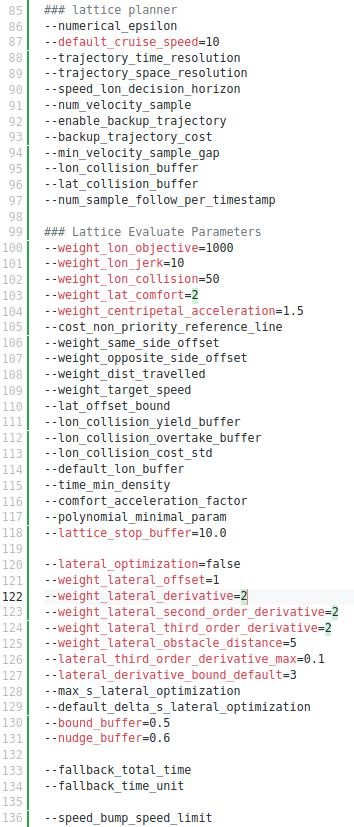 85 ### lattice planner
86 --numerical_epsilon
87 --default_cruise_speed=10
88 --trajectory_time_resolution
89 --trajectory_space_resolution
90 --speed_lon_decision_horizon
91 --num_velocity_sample
92 --enable_backup_trajectory
93 --backup_trajectory_cost
94 --min_velocity_sample_gap
95 --lon_collision_buffer
96 --lat_collision_buffer
97 --num_sample_follow_per_timestamp
98
99 ### Lattice Evaluate Parameters
100 --weight_lon_objective=1000
101 --weight_lon_jerk=10
102 --weight_lon_collision=50
103 --weight_lat_comfort=2
104 --weight_centripetal_acceleration=1.5
105 --cost_non_priority_reference_line
106 --weight_same_side_offset
107 --weight_opposite_side_offset
108 --weight_dist_travelled
109 --weight_target_speed
110 --lat_offset_bound
111 --lon_collision_yield_buffer
112 --lon_collision_overtake_buffer
113 --lon_collision_cost_std
114 --default_lon_buffer
115 --time_min_density
116 --comfort_acceleration_factor
117 --polynomial_minimal_param
118 --lattice_stop_buffer=10.0
119
120 --lateral_optimization=false
121 --weight_lateral_offset=1
122 --weight_lateral_derivative=2
123 --weight_lateral_second_order_derivative=2
124 --weight_lateral_third_order_derivative=2
125 --weight_lateral_obstacle_distance=5
126 --lateral_third_order_derivative_max=0.1
127 --lateral_derivative_bound_default=3
128 --max_s_lateral_optimization
129 --default_delta_s_lateral_optimization
130 --bound_buffer=0.5
131 --nudge_buffer=0.6
132
133 --fallback_total_time
134 --fallback_time_unit
135
136 --speed_bump_speed_limit